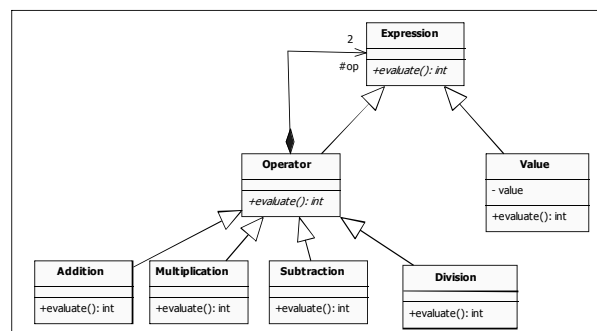 Expression
2
#op
+evaluate(): int
Operator
+evaluate(): int
Value
- value
+evaluate(): int
Addition
+evaluate(): int
Multiplication
+evaluate(): int
Subtraction
+evaluate(): int
Division
+evaluate(): int